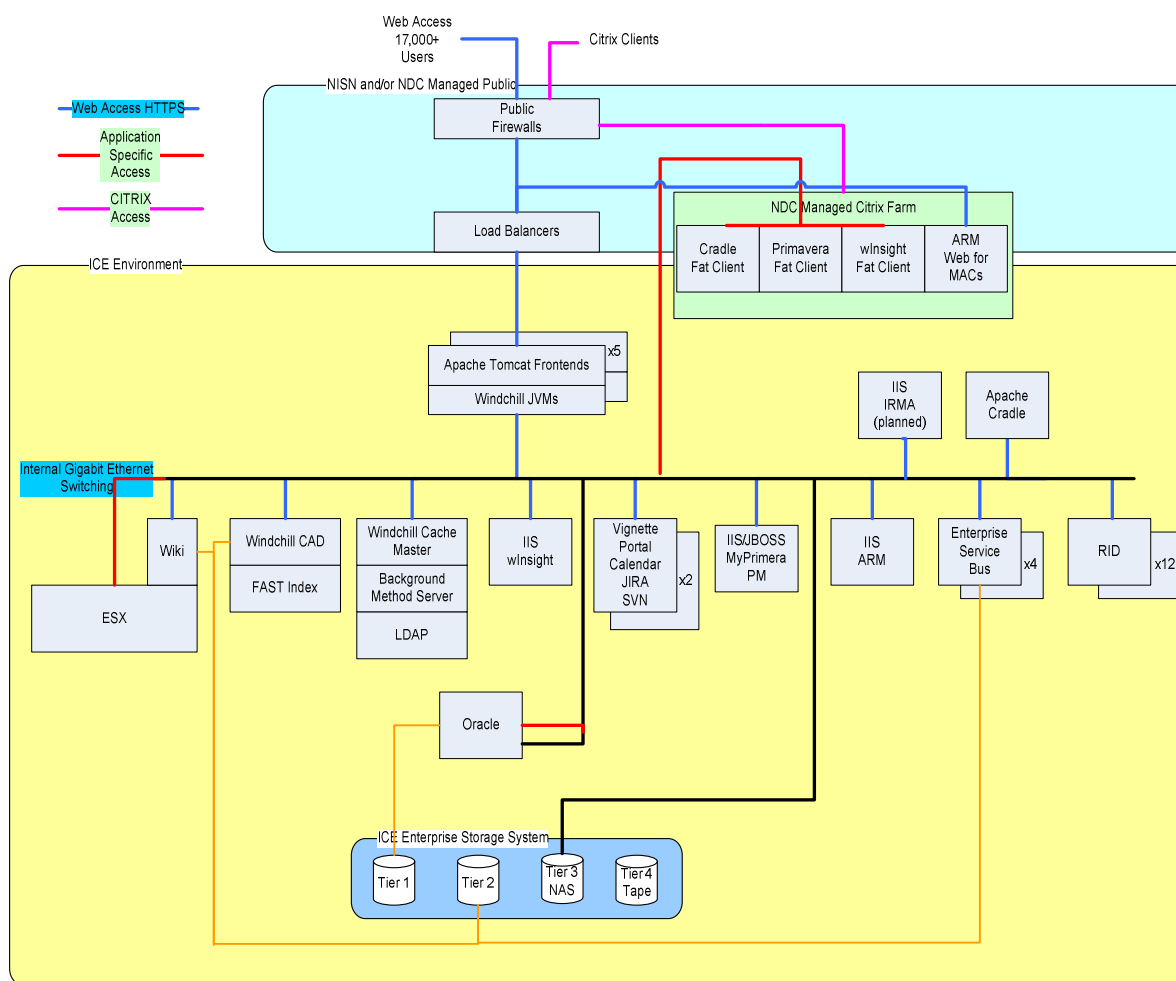 Web Access
17,000+
Users
Citrix Clients
NISN and/or NDC Managed Public
Web Access HTTPS
Public
Firewalls
Application
Specific
Access
CITRIX
Access
NDC Managed Citrix Farm
Load Balancers
Cradle
Fat Client
Primavera
Fat Client
wInsight
Fat Client
ARM
Web for
MACs
ICE Environment
x5
Apache Tomcat Frontends
Windchill JVMs
IIS
IRMA
(planned)
Apache
Cradle
Internal Gigabit Ethernet
Switching
Wiki
ESX
Windchill CAD
FAST Index
Windchill Cache
Master
Background
Method Server
LDAP
IIS
wInsight
Vignette
Portal
Calendar
JIRA
SVN
x2
IIS/JBOSS
MyPrimera
PM
IIS
ARM
Enterprise
Service
Bus
x4
RID
x12
Oracle
ICE Enterprise Storage System
Tier 1
Tier 2
Tier 3
NAS
Tier 4
Tape